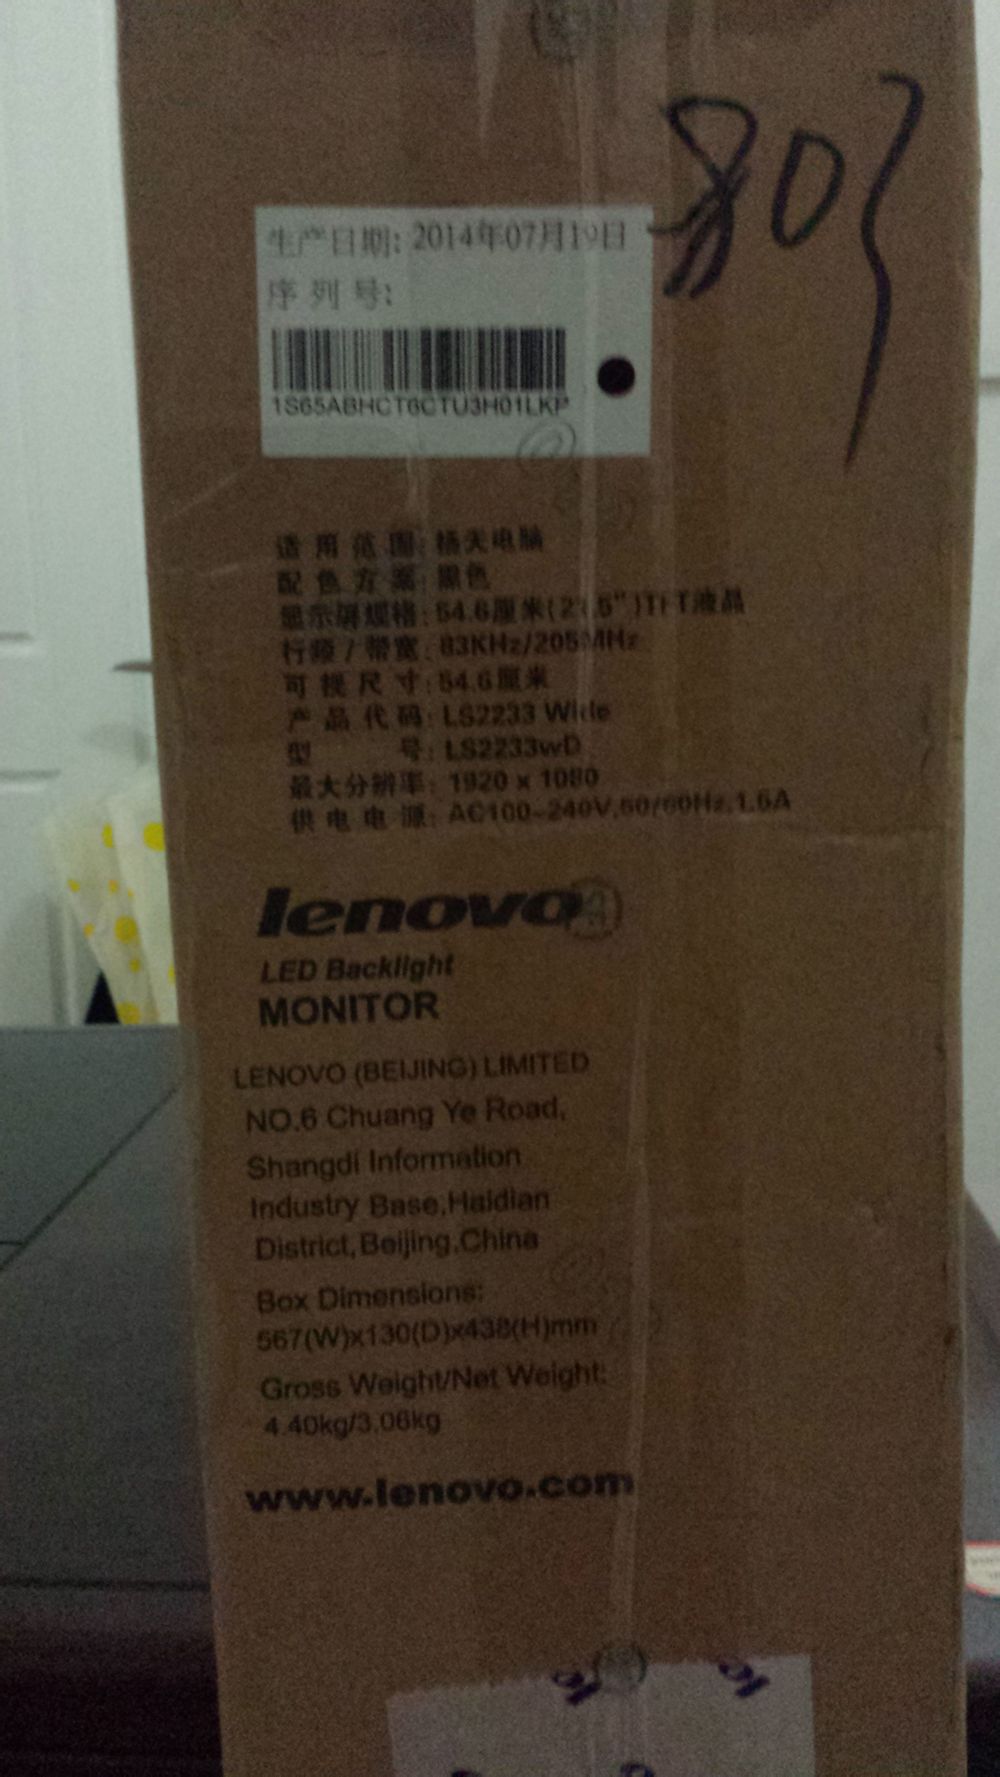 803
生产日期: 2014年07月19日
序列号:
1S65ABHCT6CTU3H01LKP
适用范围: 扬天电脑
配色方案: 黑色
显示屏规格: 54.6厘米(21.5")TFT液晶
行频/带宽: 83KHz/205MHz
可视尺寸: 54.6厘米
产品代码: LS2233 Wide
型号: LS2233wD
最大分辨率: 1920 x 1080
供电电源: AC100~240V,50/60Hz,1.5A
lenovo
LED Backlight
MONITOR
LENOVO (BEIJING) LIMITED
NO.6 Chuang Ye Road,
Shangdi Information
Industry Base,Haidian
District,Beijing,China
Box Dimensions:
567(W)x130(D)x438(H)mm
Gross Weight/Net Weight:
4.40kg/3.06kg
www.lenovo.com